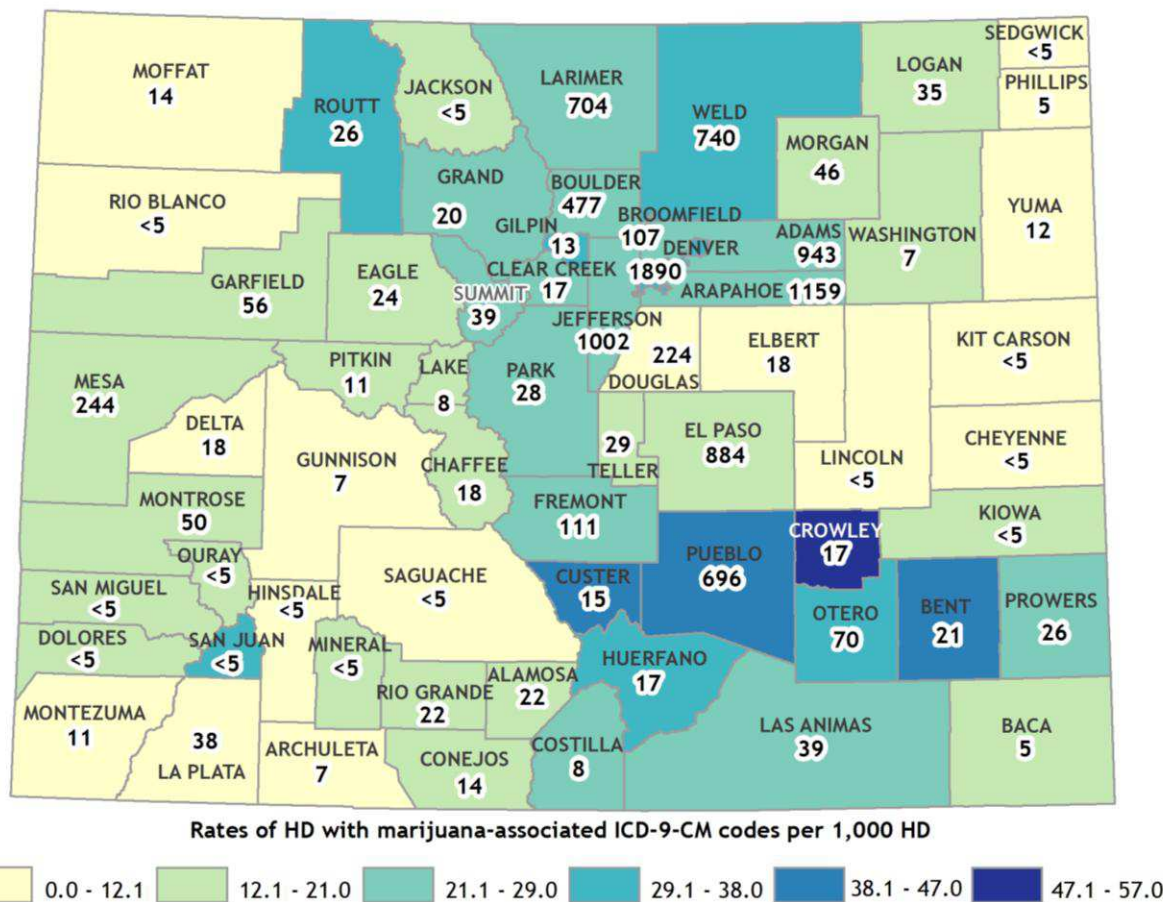 SEDGWICK
<5
MOFFAT
14
ROUTT
26
JACKSON
<5
LARIMER
704
WELD
740
LOGAN
35
PHILLIPS
5
MORGAN
46
RIO BLANCO
<5
GRAND
20
BOULDER
477
BROOMFIELD
107
GILPIN
13
DENVER
1890
ADAMS
943
WASHINGTON
7
YUMA
12
GARFIELD
56
EAGLE
24
SUMMIT
39
CLEAR CREEK
17
ARAPAHOE 1159
JEFFERSON
1002
MESA
244
PITKIN
11
LAKE
8
PARK
28
224
DOUGLAS
ELBERT
18
KIT CARSON
<5
DELTA
18
GUNNISON
7
CHAFFEE
18
29
TELLER
EL PASO
884
LINCOLN
<5
CHEYENNE
<5
MONTROSE
50
OURAY
<5
FREMONT
111
CROWLEY
17
KIOWA
<5
SAN MIGUEL
<5
HINSDALE
<5
SAGUACHE
<5
CUSTER
15
PUEBLO
696
OTERO
70
BENT
21
PROWERS
26
DOLORES
<5
SAN JUAN
<5
MINERAL
<5
RIO GRANDE
22
ALAMOSA
22
HUERFANO
17
MONTEZUMA
11
38
LA PLATA
ARCHULETA
7
CONEJOS
14
COSTILLA
8
LAS ANIMAS
39
BACA
5
Rates of HD with marijuana-associated ICD-9-CM codes per 1,000 HD
0.0 - 12.1 12.1 - 21.0 21.1 - 29.0 29.1 - 38.0 38.1 - 47.0 47.1 - 57.0